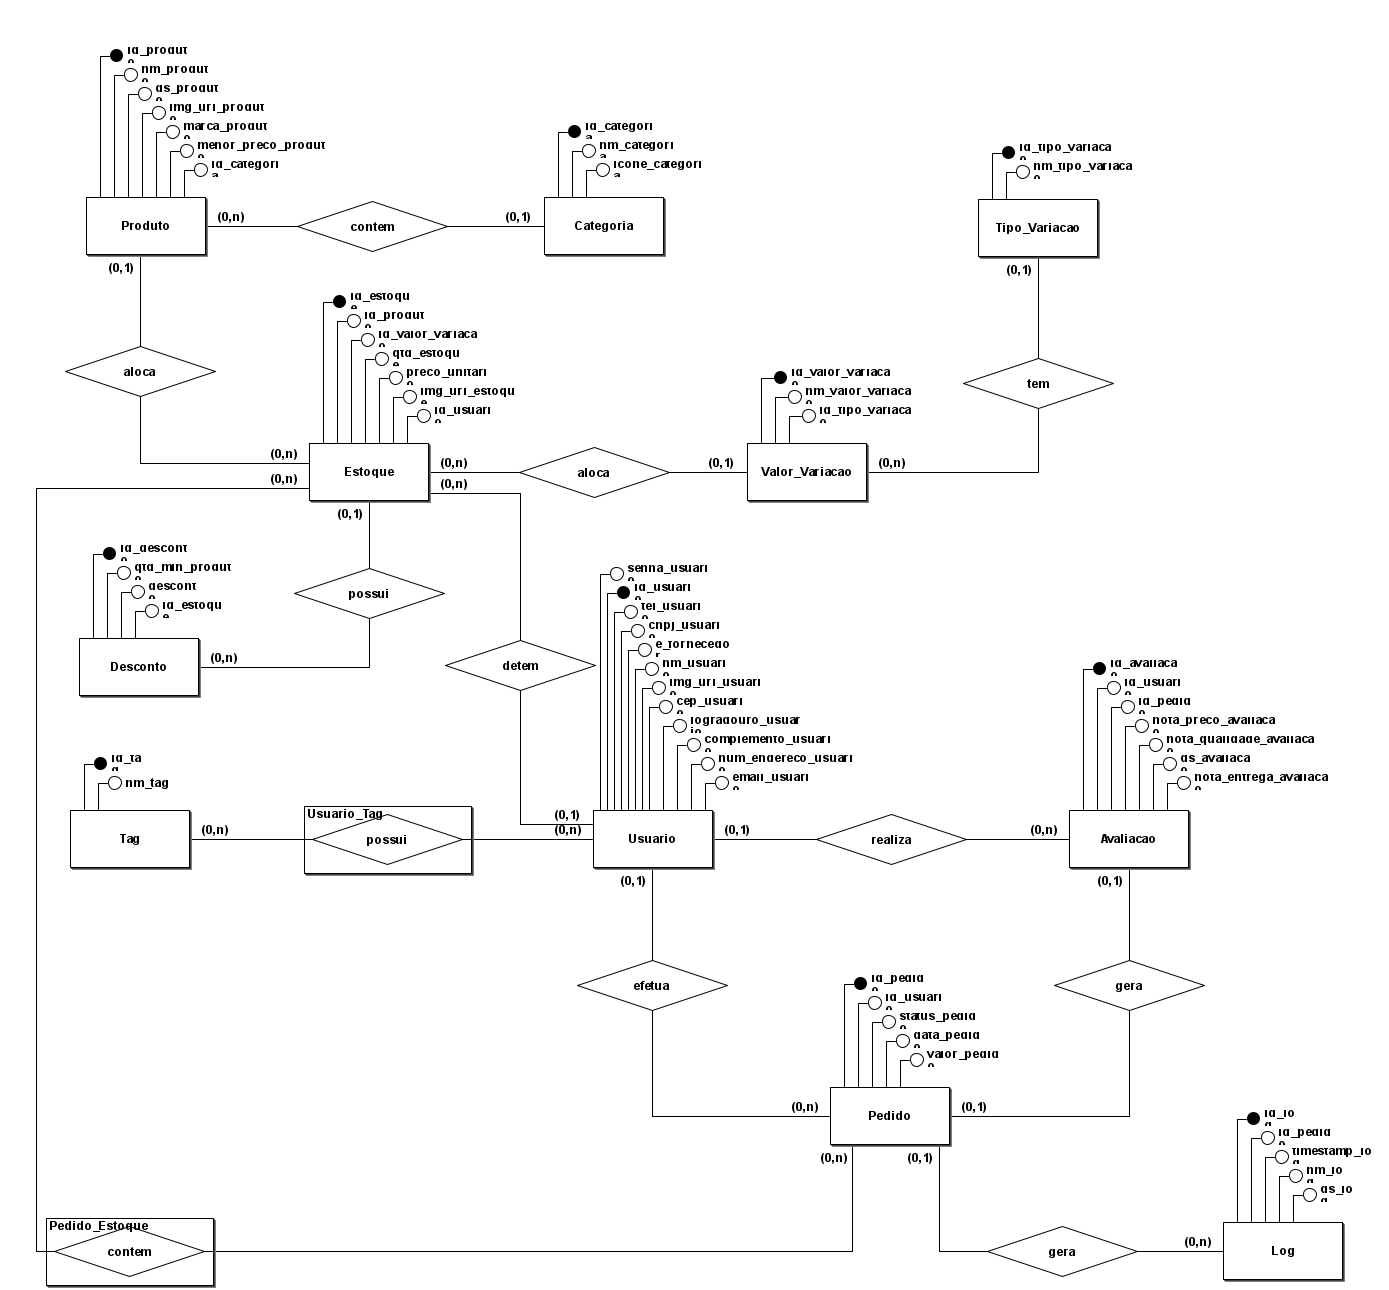 id_produto
nm_produto
ds_produto
img_url_produto
marca_produto
menor_preco_produto
id_categoria
Produto
(0,n)
contem
(0,1)
id_categoria
nm_categoria
icone_categoria
Categoria
id_tipo_variacao
nm_tipo_variacao
Tipo_Variacao
(0,1)
(0,1)
aloca
tem
id_estoque
id_produto
id_valor_variacao
qtd_estoque
preco_unitario
img_url_estoque
id_usuario
(0,n)
(0,n)
Estoque
(0,n)
(0,n)
(0,1)
aloca
(0,1)
id_valor_variacao
nm_valor_variacao
id_tipo_variacao
Valor_Variacao
(0,n)
possui
id_desconto
qtd_min_produto
desconto
id_estoque
Desconto
(0,n)
detem
senha_usuario
id_usuario
tel_usuario
cnpj_usuario
e_fornecedor
nm_usuario
img_url_usuario
cep_usuario
logradouro_usuario
complemento_usuario
num_endereco_usuario
email_usuario
id_avaliacao
id_usuario
id_pedido
nota_preco_avaliacao
nota_qualidade_avaliacao
ds_avaliacao
nota_entrega_avaliacao
id_tag
nm_tag
Tag
(0,n)
Usuario_Tag
possui
(0,1)
(0,n)
Usuario
(0,1)
realiza
(0,n)
Avaliacao
(0,1)
(0,1)
efetua
gera
id_pedido
id_usuario
status_pedido
data_pedido
valor_pedido
(0,n)
Pedido
(0,1)
(0,n)
(0,1)
id_log
id_pedido
timestamp_log
nm_log
ds_log
Pedido_Estoque
contem
gera
(0,n)
Log